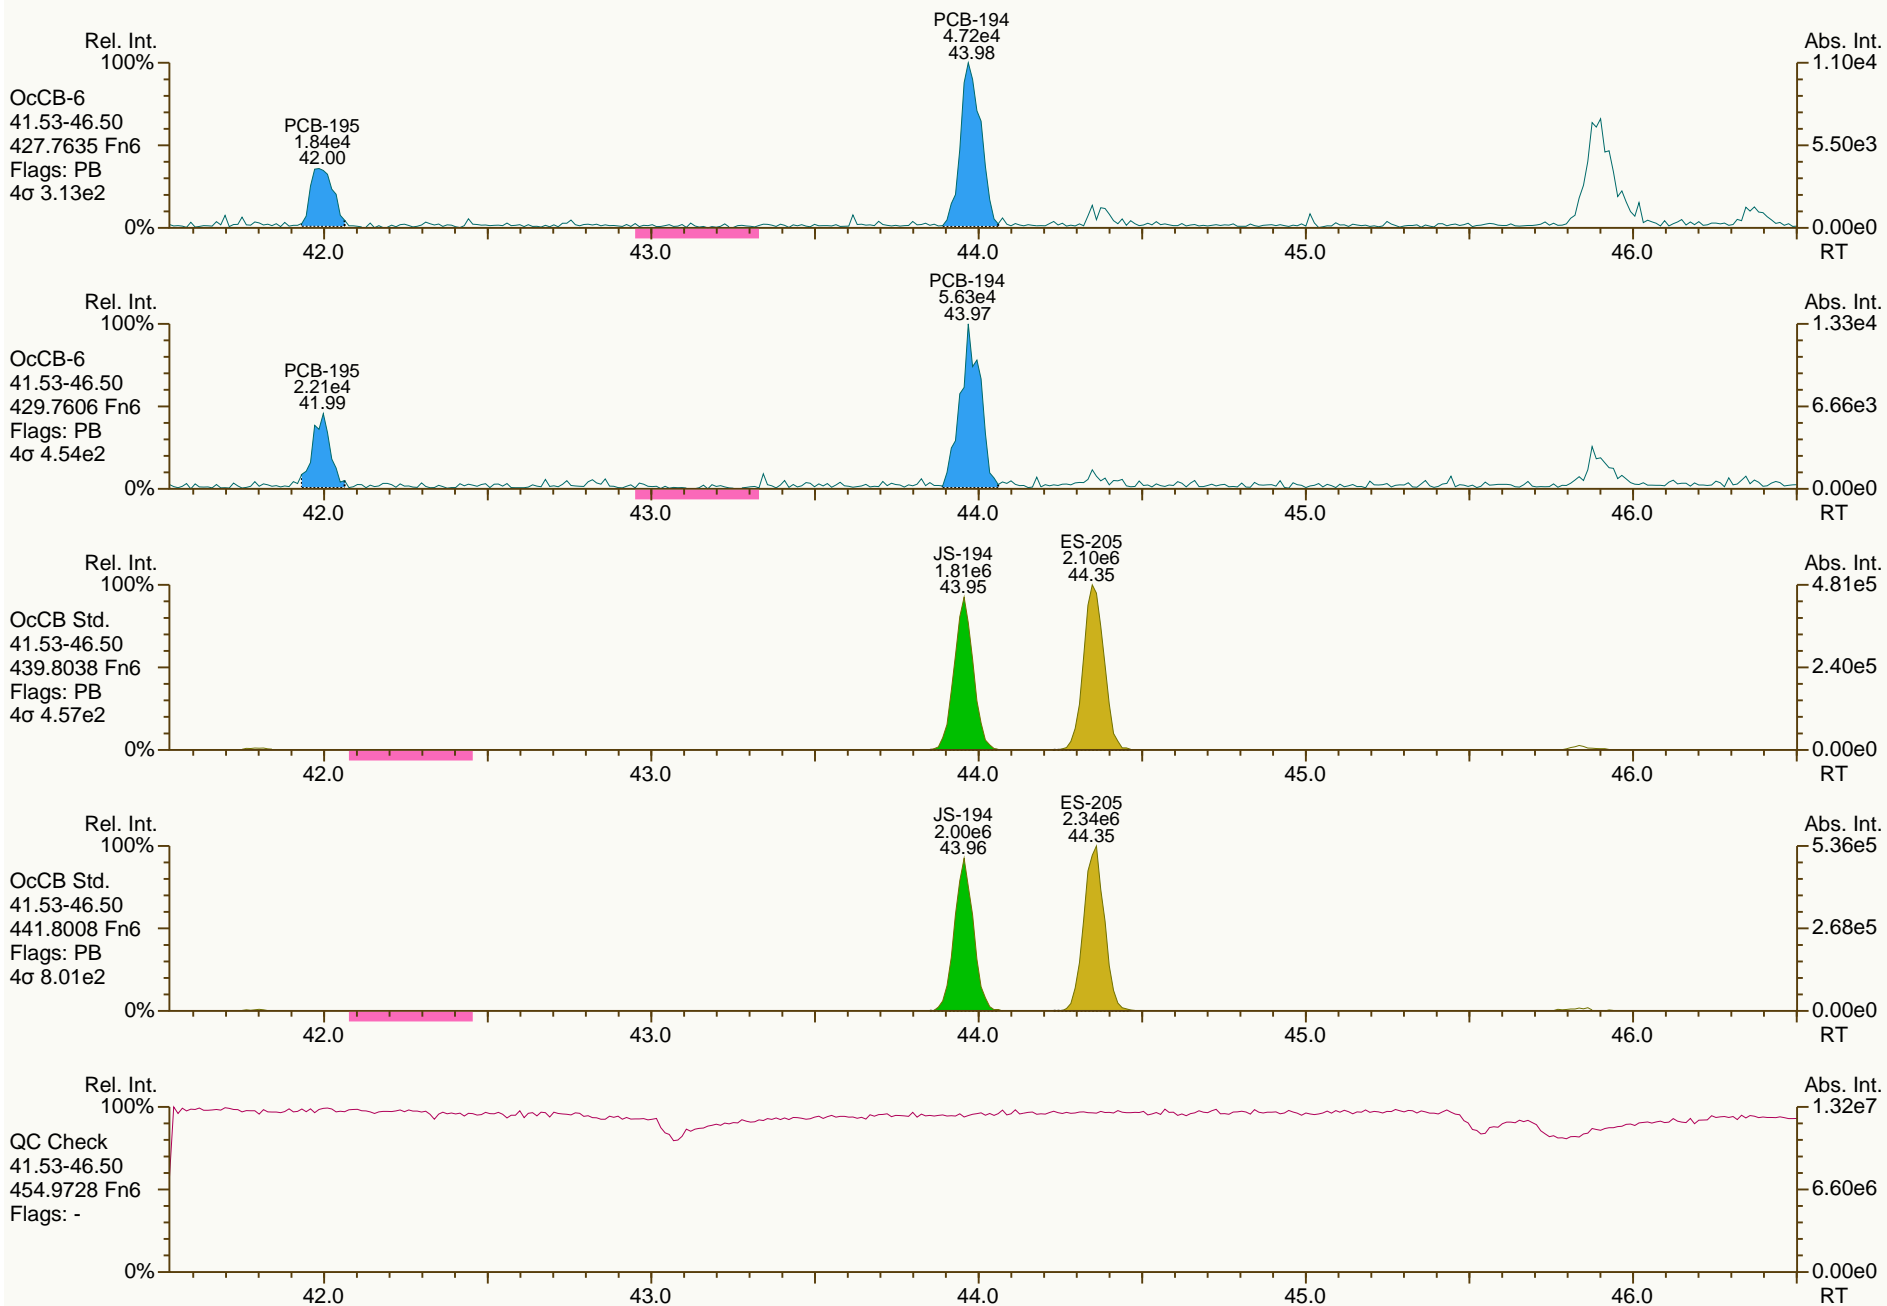 PCB-194
4.72e4
43.98
Rel. Int.
Abs. Int.
100%
1.10e4
OcCB-6
41.53-46.50
427.7635 Fn6
Flags: PB
4σ 3.13e2
PCB-195
1.84e4
42.00
5.50e3
0%
0.00e0
42.0 43.0 44.0 45.0 46.0 RT
PCB-194
5.63e4
43.97
Rel. Int.
Abs. Int.
100%
1.33e4
OcCB-6
41.53-46.50
429.7606 Fn6
Flags: PB
4σ 4.54e2
PCB-195
2.21e4
41.99
6.66e3
0%
0.00e0
42.0 43.0 44.0 45.0 46.0 RT
JS-194
1.81e6
43.95
ES-205
2.10e6
44.35
Rel. Int.
Abs. Int.
100%
4.81e5
OcCB Std.
41.53-46.50
439.8038 Fn6
Flags: PB
4σ 4.57e2
2.40e5
0%
0.00e0
42.0 43.0 44.0 45.0 46.0 RT
JS-194
2.00e6
43.96
ES-205
2.34e6
44.35
Rel. Int.
Abs. Int.
100%
5.36e5
OcCB Std.
41.53-46.50
441.8008 Fn6
Flags: PB
4σ 8.01e2
2.68e5
0%
0.00e0
42.0 43.0 44.0 45.0 46.0 RT
Rel. Int.
Abs. Int.
100%
1.32e7
QC Check
41.53-46.50
454.9728 Fn6
Flags: -
6.60e6
0%
0.00e0
42.0 43.0 44.0 45.0 46.0 RT